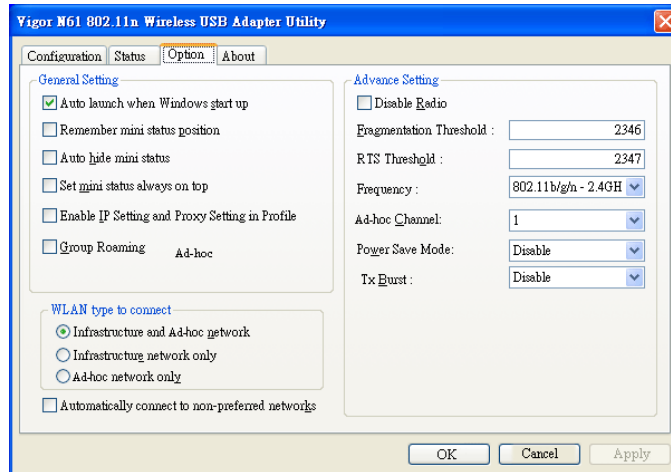 Vigor N61 802.11n Wireless USB Adapter Utility
Configuration Status Option About
General Setting
Auto launch when Windows start up
Remember mini status position
Auto hide mini status
Set mini status always on top
Enable IP Setting and Proxy Setting in Profile
Group Roaming Ad-hoc
WLAN type to connect
Infrastructure and Ad-hoc network
Infrastructure network only
Ad-hoc network only
Automatically connect to non-preferred networks
Advance Setting
Disable Radio
Fragmentation Threshold : 2346
RTS Threshold : 2347
Frequency : 802.11b/g/n - 2.4GH
Ad-hoc Channel: 1
Power Save Mode: Disable
Tx Burst : Disable
OK Cancel Apply